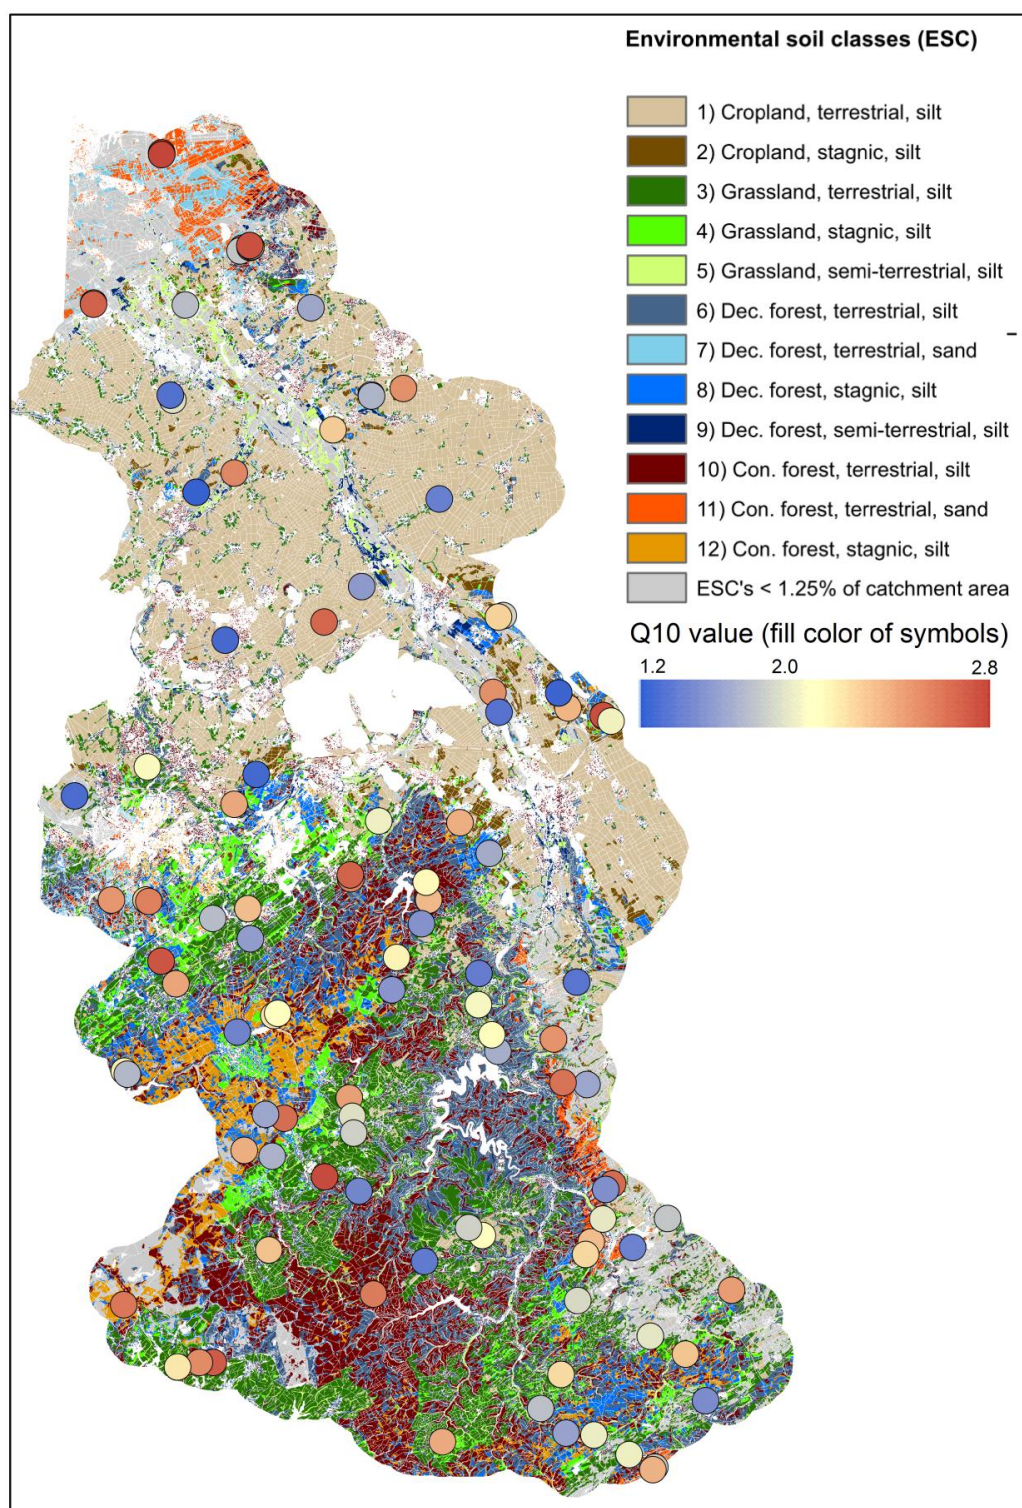 Environmental soil classes (ESC)
1) Cropland, terrestrial, silt
2) Cropland, stagnic, silt
3) Grassland, terrestrial, silt
4) Grassland, stagnic, silt
5) Grassland, semi-terrestrial, silt
6) Dec. forest, terrestrial, silt
7) Dec. forest, terrestrial, sand
8) Dec. forest, stagnic, silt
9) Dec. forest, semi-terrestrial, silt
10) Con. forest, terrestrial, silt
11) Con. forest, terrestrial, sand
12) Con. forest, stagnic, silt
ESC's < 1.25% of catchment area
Q10 value (fill color of symbols)
1.2 2.0 2.8